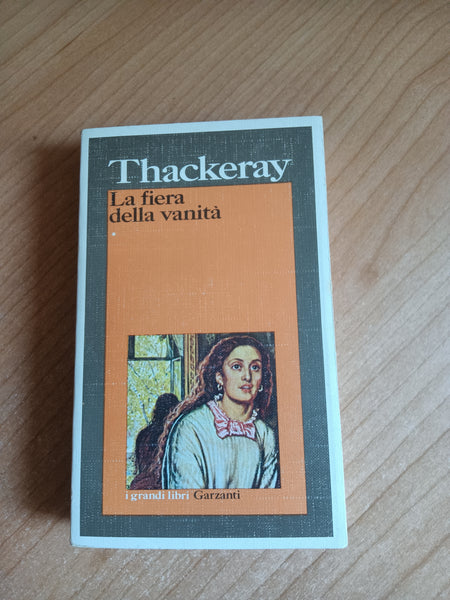 Thackeray
La fiera
della vanità
i grandi libri Garzanti